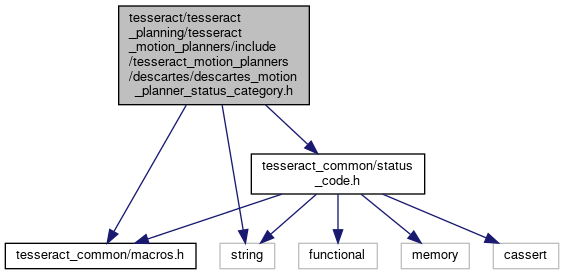 tesseract/tesseract
_planning/tesseract
_motion_planners/include
/tesseract_motion_planners
/descartes/descartes_motion
_planner_status_category.h
tesseract_common/status
_code.h
tesseract_common/macros.h
string
functional
memory
cassert